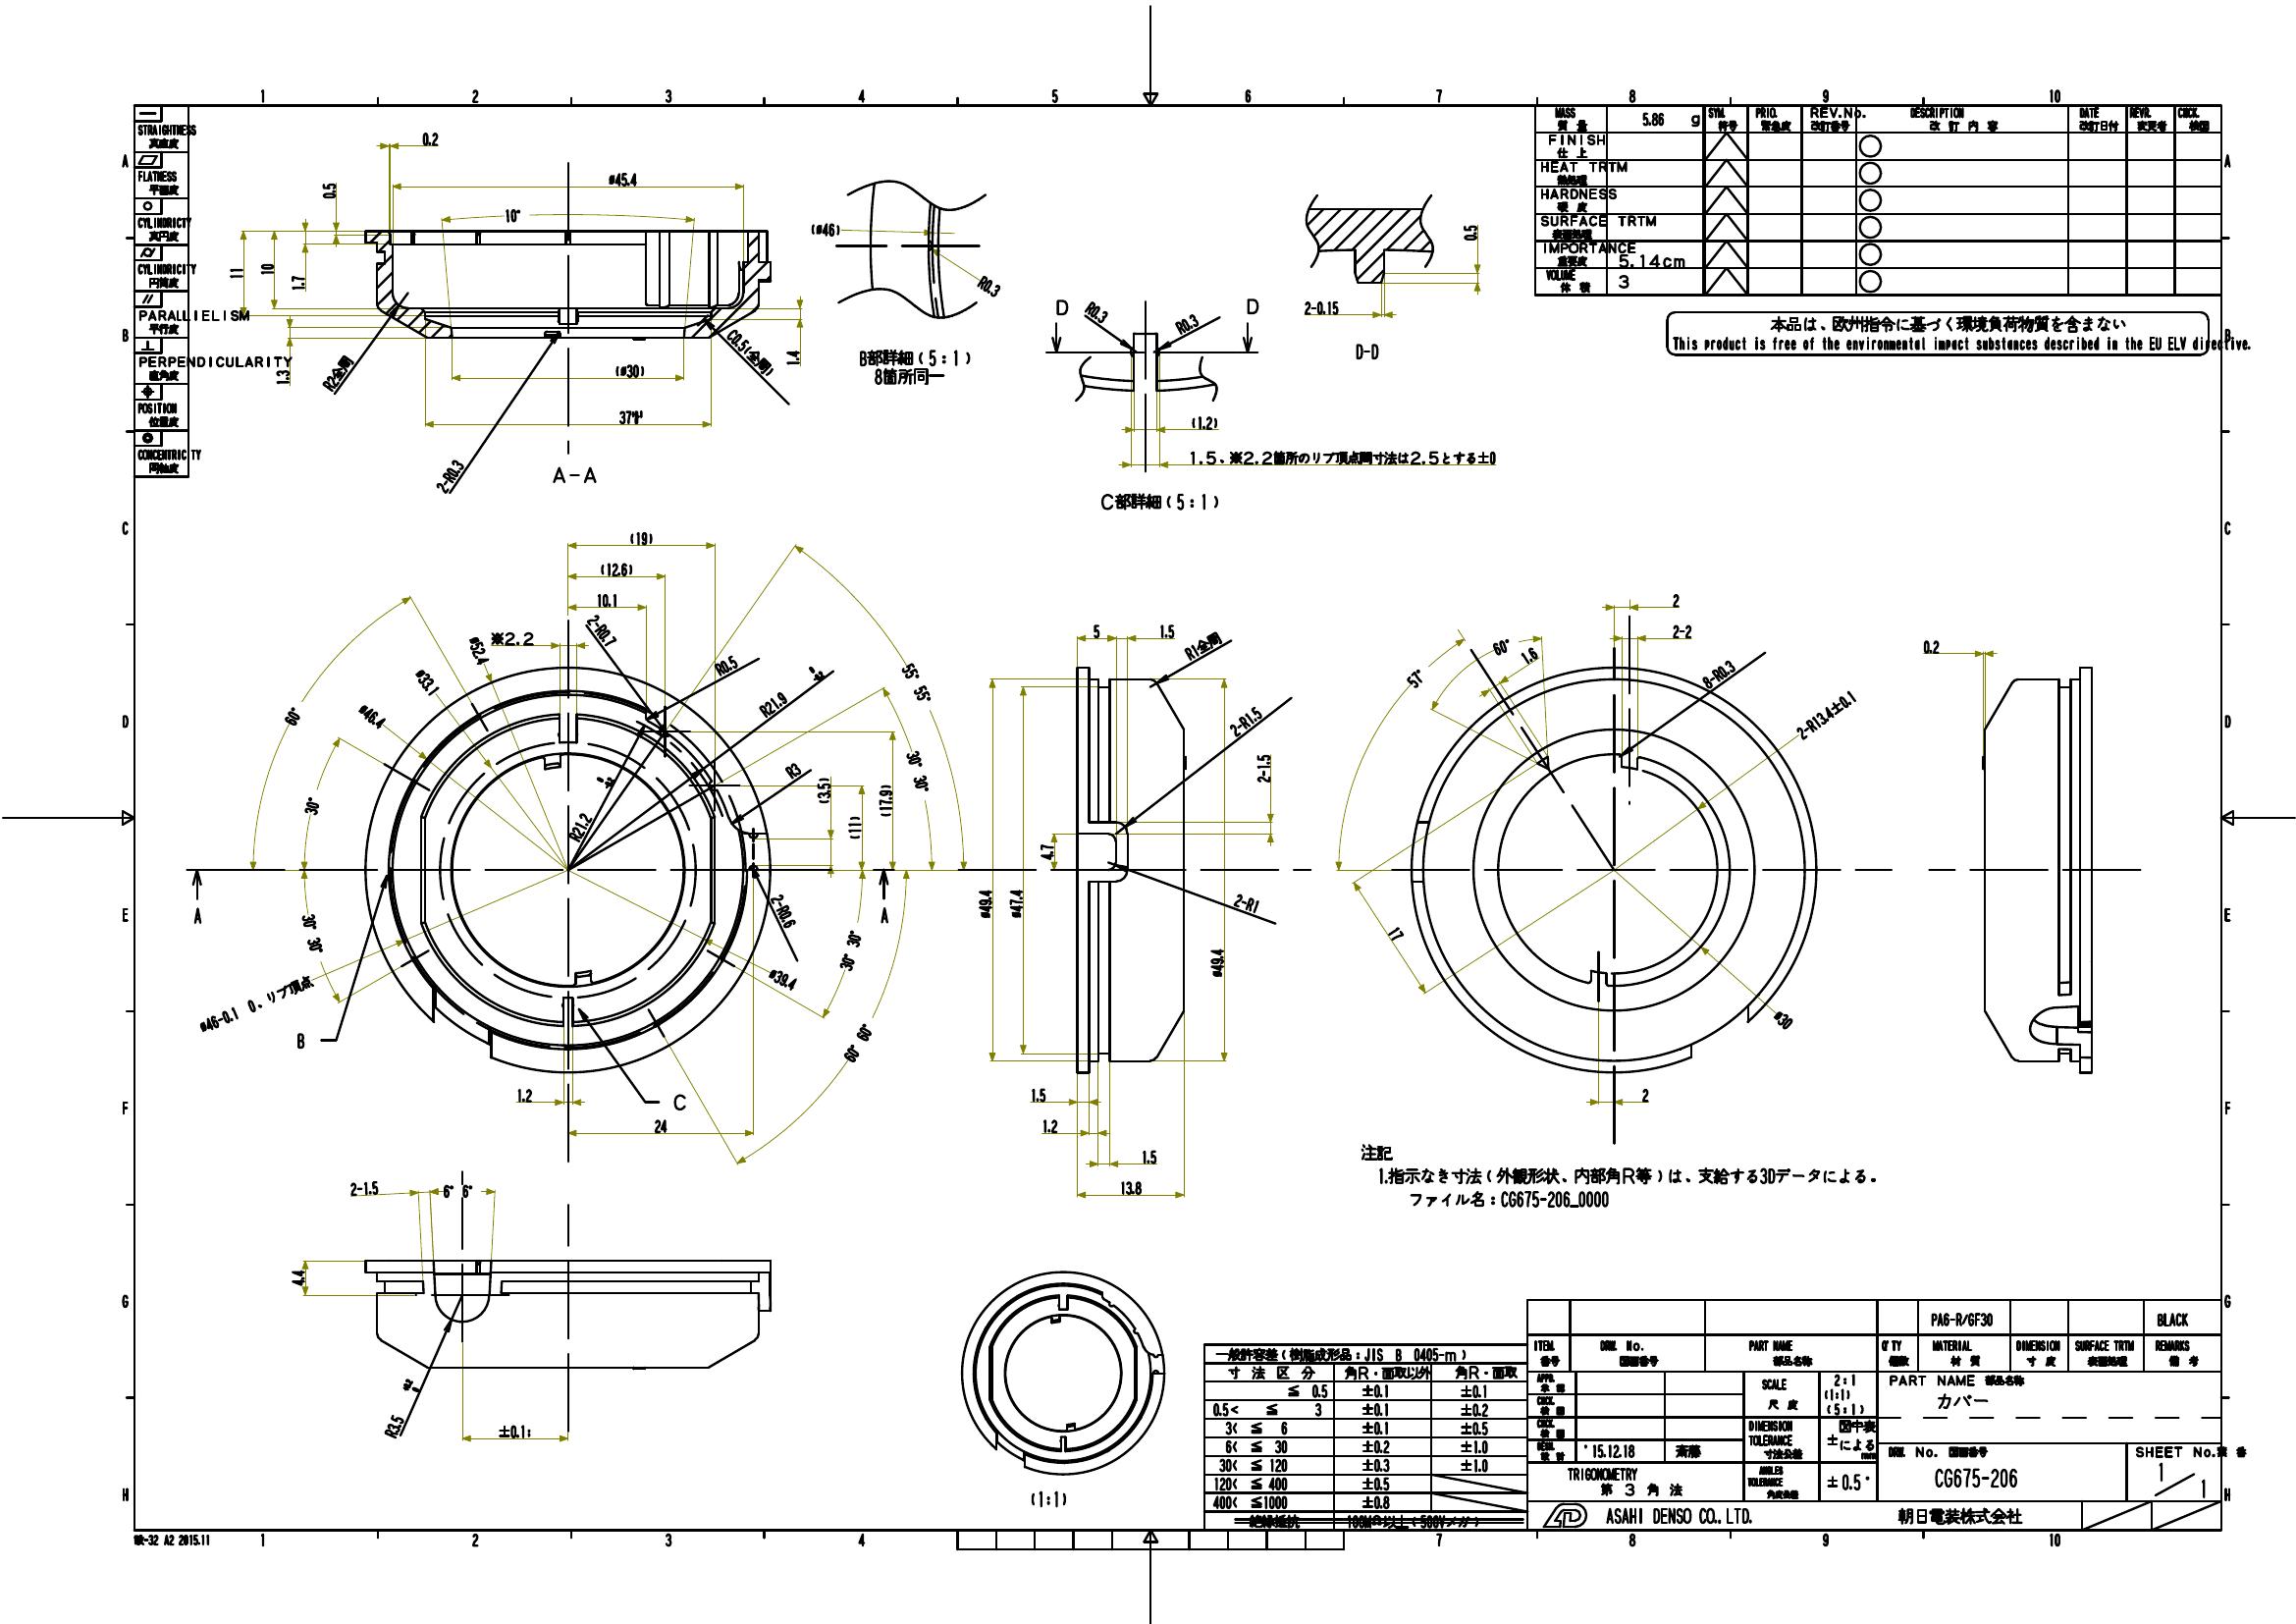 1 2 3 4 5 6 7 8 9 10
A B C D E F G H
STRAIGHTNESS
真直度
FLATNESS
平面度
CYLINDRICTY
真円度
CYLINDRICITY
円筒度
PARALLIELISM
平行度
PERPENDICULARITY
直角度
POSITION
位置度
CONCENTRICTY
同軸度
0.2
ø45.4
0.5
10°
11
10
1.7
1.3
1.4
R2全周
C0.5(全周)
(ø30)
2-R0.3
A-A
(ø46)
R0.3
B部詳細(5:1)
8箇所同一
D D
R0.3 R0.3
(1.2)
1.5、※2.2箇所のリブ頂点間寸法は2.5とする±0
C部詳細(5:1)
0.5
2-0.15
D-D
MASS 質量 5.86 g
SYM. 符号 PRIO. 緊急度 REV.No. 改訂番号 DESCRIPTION 改訂内容 DATE 改訂日付 REVR. 変更者 CHCK. 検図
FINISH
仕上
HEAT TRTM
熱処理
HARDNESS
硬度
SURFACE TRTM
表面処理
IMPORTANCE
重要度
5.14cm
VOLUME
体積
3
本品は、欧州指令に基づく環境負荷物質を含まない
This product is free of the environmental impact substances described in the EU ELV directive.
(19)
(12.6)
10.1
※2.2
2-R0.7
R0.5
R21.9
R21.2
R3
ø52.4
ø33.1
ø46.4
60°
30°
30° 30°
55° 55°
30° 30°
(3.5)
(11)
(17.9)
2-R0.6
30° 30°
60° 60°
ø39.4
ø46-0.1 0、リブ頂点
A A
B
C
1.2
24
5
1.5
R1全周
2-R1.5
2-1.5
4.7
2-R1
ø49.4
ø47.4
ø49.4
1.5
1.2
1.5
13.8
2
2-2
60°
57°
1.6
8-R0.3
2-R13.4±0.1
17
ø30
2
0.2
注記
1.指示なき寸法(外観形状、内部角R等)は、支給する3Dデータによる。
ファイル名:CG675-206_0000
2-1.5
6° 6°
4.4
R3.5
±0.1
(1:1)
一般許容差(樹脂成形品:JIS B 0405-m)
寸法区分 角R・面取以外 角R・面取
≦ 0.5 ±0.1 ±0.1
0.5< ≦ 3 ±0.1 ±0.2
3< ≦ 6 ±0.1 ±0.5
6< ≦ 30 ±0.2 ±1.0
30< ≦ 120 ±0.3 ±1.0
120< ≦ 400 ±0.5
400< ≦1000 ±0.8
絶縁抵抗 100MΩ以上(500Vメガ)
PA6-R/GF30 BLACK
ITEM. 番号 DRW. No. 図面番号 PART NAME 部品名称 Q'TY 個数 MATERIAL 材質 DIMENSION 寸度 SURFACE TRTM 表面処理 REMARKS 備考
APPR. 承認
CHCK. 検図
CHCK. 検図
DESN. 設計 '15.12.18 斎藤
SCALE 尺度 2:1 (1:1) (5:1)
DIMENSION TOLERANCE 寸法公差 ± 図中表による mm
TRIGONOMETRY
第3角法
ANGLES TOLERANCE 角度公差 ±0.5°
PART NAME 部品名称
カバー
DRW. No. 図面番号
CG675-206
SHEET No.葉番
1/1
ASAHI DENSO CO.,LTD. 朝日電装株式会社
WR-32 A2 2015.11
1 2 3 4 7 8 9 10